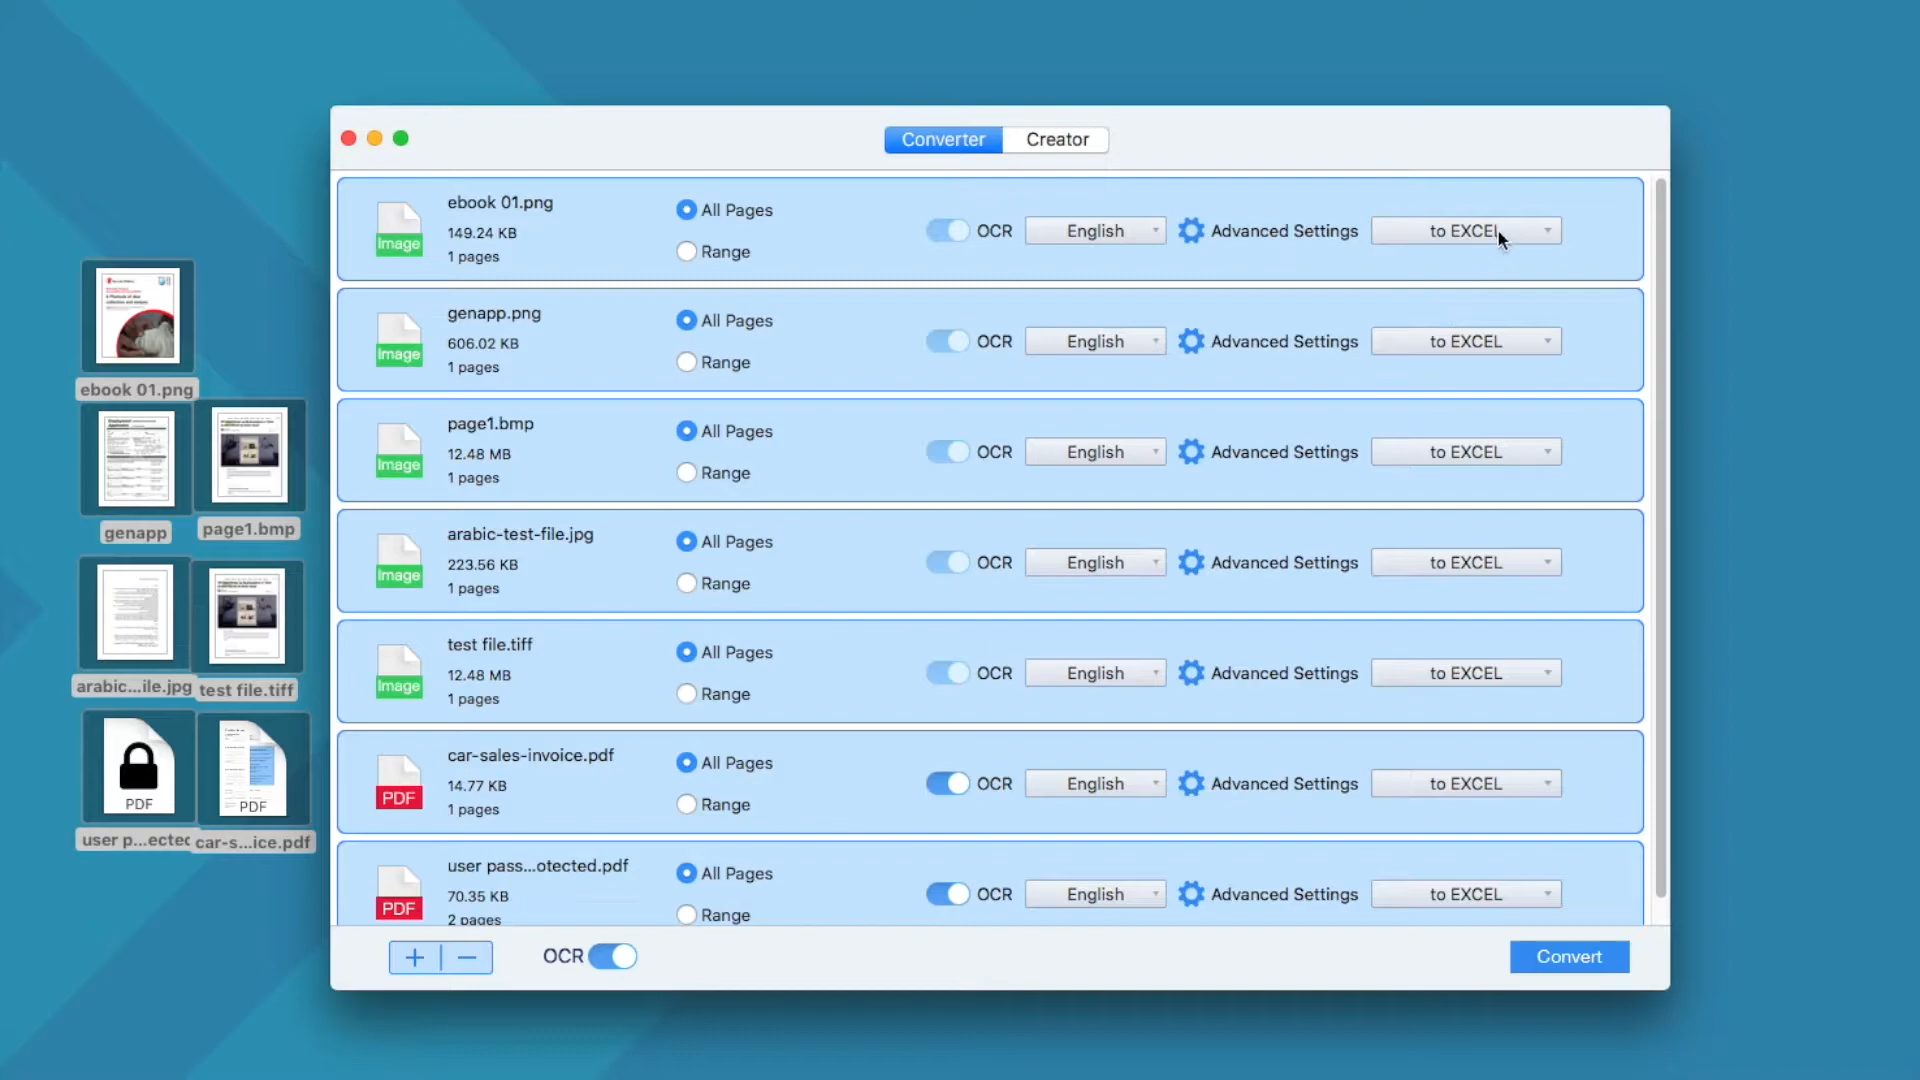 Converter
Creator
ebook 01.png
149.24 KB
1 pages
Image
All Pages
Range
OCR
English
Advanced Settings
to EXCEL
genapp.png
606.02 KB
1 pages
Image
All Pages
Range
OCR
English
Advanced Settings
to EXCEL
page1.bmp
12.48 MB
1 pages
Image
All Pages
Range
OCR
English
Advanced Settings
to EXCEL
arabic-test-file.jpg
223.56 KB
1 pages
Image
All Pages
Range
OCR
English
Advanced Settings
to EXCEL
test file.tiff
12.48 MB
1 pages
Image
All Pages
Range
OCR
English
Advanced Settings
to EXCEL
car-sales-invoice.pdf
14.77 KB
1 pages
PDF
All Pages
Range
OCR
English
Advanced Settings
to EXCEL
user pass...otected.pdf
70.35 KB
2 pages
PDF
All Pages
Range
OCR
English
Advanced Settings
to EXCEL
OCR
Convert
ebook 01.png
genapp
page1.bmp
arabic...ile.jpg
test file.tiff
PDF
PDF
user p...ected
car-s...ice.pdf